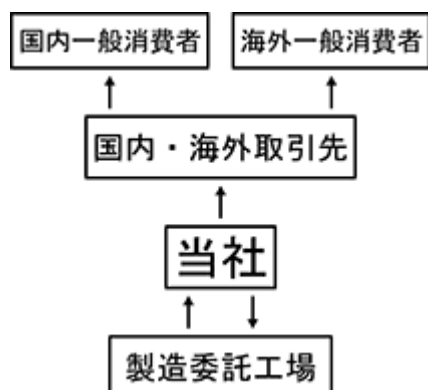 国内一般消費者
海外一般消費者
国内・海外取引先
当社
製造委託工場